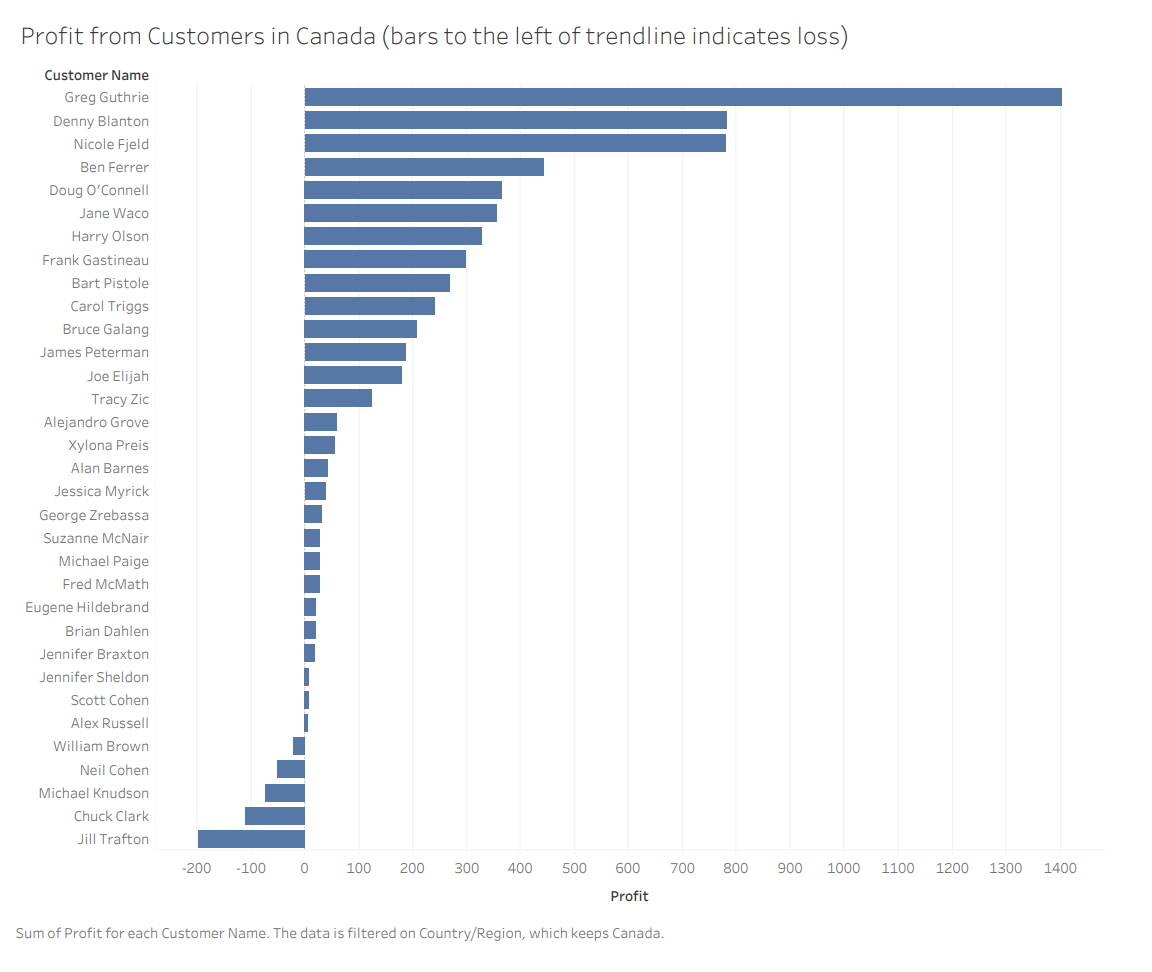 Profit from Customers in Canada (bars to the left of trendline indicates loss)
Customer Name
Greg Guthrie
Denny Blanton
Nicole Fjeld
Ben Ferrer
Doug O'Connell
Jane Waco
Harry Olson
Frank Gastineau
Bart Pistole
Carol Triggs
Bruce Galang
James Peterman
Joe Elijah
Tracy Zic
Alejandro Grove
Xylona Preis
Alan Barnes
Jessica Myrick
George Zrebassa
Suzanne McNair
Michael Paige
Fred McMath
Eugene Hildebrand
Brian Dahlen
Jennifer Braxton
Jennifer Sheldon
Scott Cohen
Alex Russell
William Brown
Neil Cohen
Michael Knudson
Chuck Clark
Jill Trafton
-200 -100 0 100 200 300 400 500 600 700 800 900 1000 1100 1200 1300 1400
Profit
Sum of Profit for each Customer Name. The data is filtered on Country/Region, which keeps Canada.